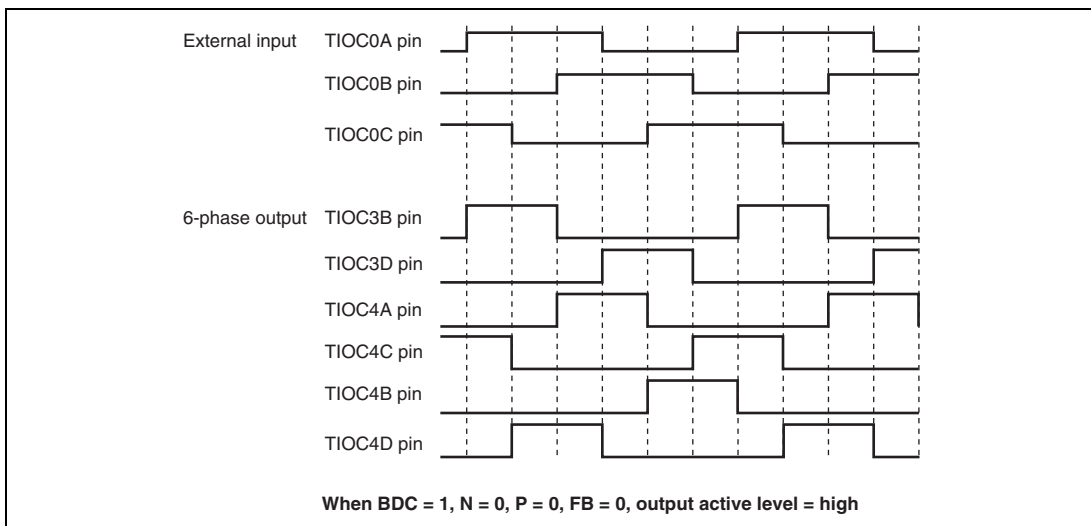 External input TIOC0A pin
TIOC0B pin
TIOC0C pin
6-phase output TIOC3B pin
TIOC3D pin
TIOC4A pin
TIOC4C pin
TIOC4B pin
TIOC4D pin
When BDC = 1, N = 0, P = 0, FB = 0, output active level = high